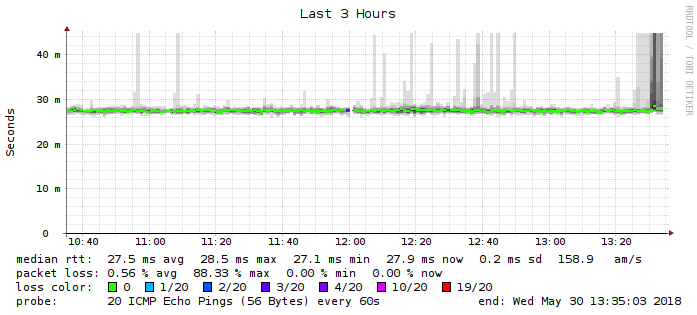 Last 3 Hours
RRDTOOL / TOBI OETIKER
Seconds
40 m
30 m
20 m
10 m
0
10:40 11:00 11:20 11:40 12:00 12:20 12:40 13:00 13:20
median rtt: 27.5 ms avg 28.5 ms max 27.1 ms min 27.9 ms now 0.2 ms sd 158.9 am/s
packet loss: 0.56 % avg 88.33 % max 0.00 % min 0.00 % now
loss color: 0 1/20 2/20 3/20 4/20 10/20 19/20
probe: 20 ICMP Echo Pings (56 Bytes) every 60s end: Wed May 30 13:35:03 2018